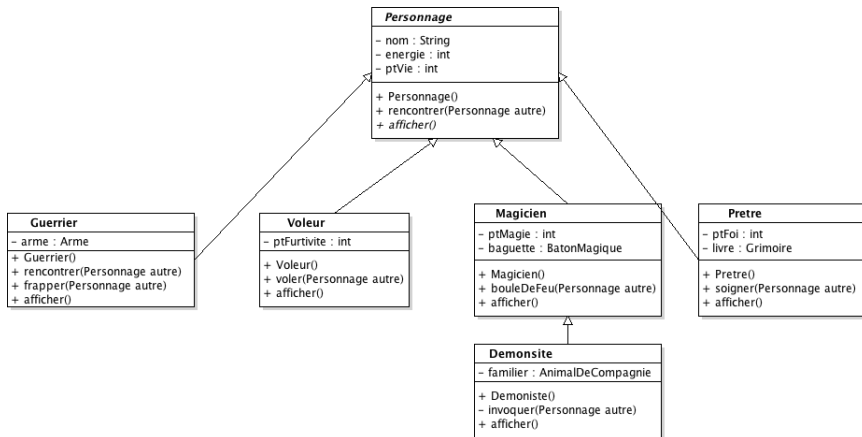 Personnage
- nom : String
- energie : int
- ptVie : int
+ Personnage()
+ rencontrer(Personnage autre)
+ afficher()
Guerrier
- arme : Arme
+ Guerrier()
+ rencontrer(Personnage autre)
+ frapper(Personnage autre)
+ afficher()
Voleur
- ptFurtivite : int
+ Voleur()
+ voler(Personnage autre)
+ afficher()
Magicien
- ptMagie : int
- baguette : BatonMagique
+ Magicien()
+ bouleDeFeu(Personnage autre)
+ afficher()
Pretre
- ptFoi : int
- livre : Grimoire
+ Pretre()
+ soigner(Personnage autre)
+ afficher()
Demonsite
- familier : AnimalDeCompagnie
+ Demoniste()
- invoquer(Personnage autre)
+ afficher()